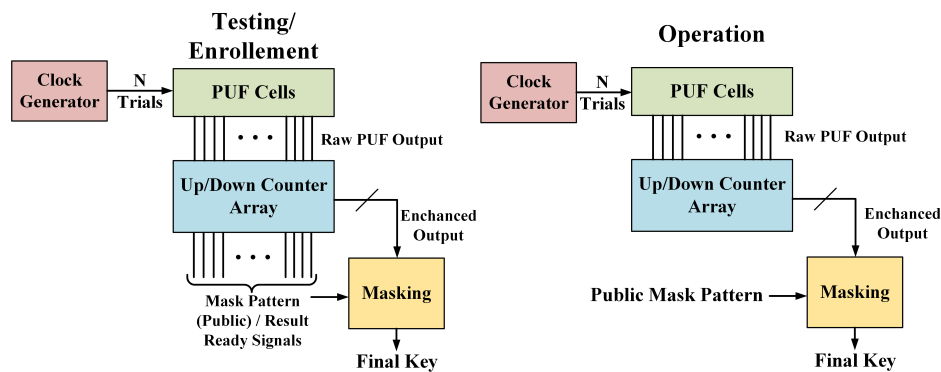 Testing/
Enrollement
Clock
Generator
N
Trials
PUF Cells
Raw PUF Output
Up/Down Counter
Array
Enchanced
Output
Mask Pattern
(Public) / Result
Ready Signals
Masking
Final Key
Operation
Clock
Generator
N
Trials
PUF Cells
Raw PUF Output
Up/Down Counter
Array
Enchanced
Output
Public Mask Pattern
Masking
Final Key